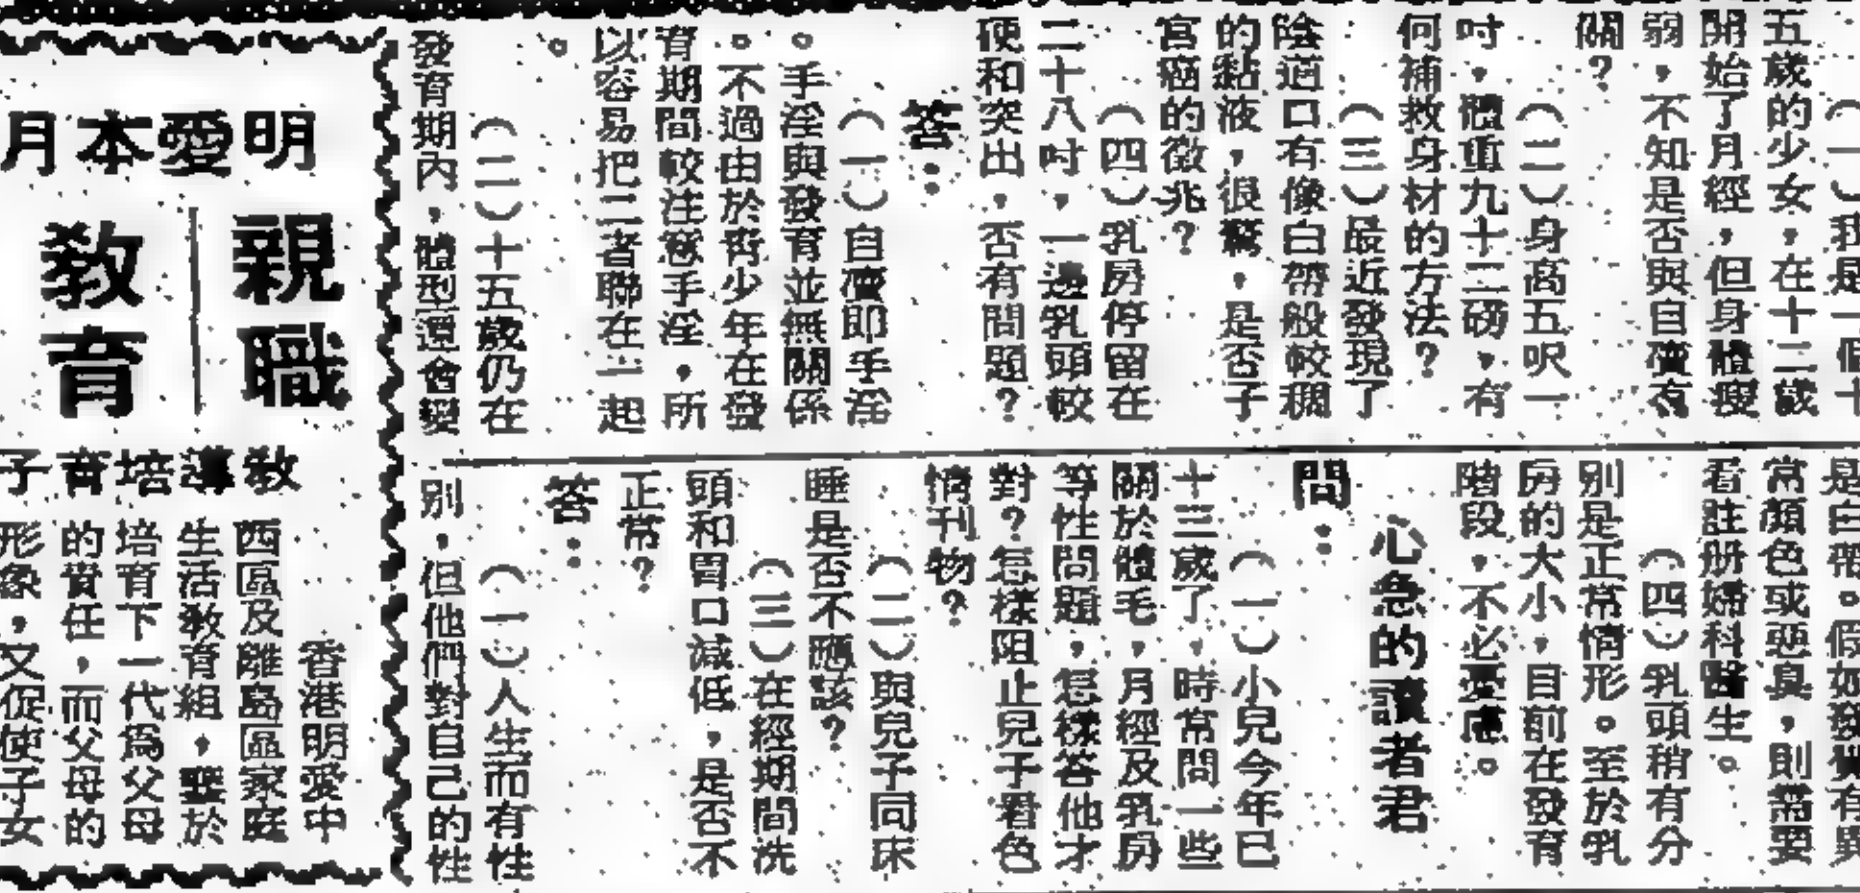 (一)我是一個十
五歲的少女，在十二歲
開始了月經，但身體瘦
弱，不知是否與自瀆有
關？
(二)身高五呎一
吋，體重九十二磅，有
何補救身材的方法？
(三)最近發現了
陰道口有像白帶般較稠
的黏液，很驚，是否子
宮癌的徵兆？
(四)乳房停留在
二十八吋，一邊乳頭較
硬和突出，否有問題？
答：
(一)自瀆即手淫
。手淫與發育並無關係
。不過由於青少年在發
育期間較注意手淫，所
以容易把二者聯在一起
。
(二)十五歲仍在
發育期內，體型還會變
是白帶。假如發覺有異
常顏色或惡臭，則需要
看註册婦科醫生。
(四)乳頭稍有分
別是正常情形。至於乳
房的大小，目前在發育
階段，不必憂慮。
心急的讀者君
問：
(一)小兒今年已
十三歲了，時常問一些
關於體毛，月經及乳房
等性問題，怎樣答他才
對？怎樣阻止兒子看色
情刊物？
(二)與兒子同床
睡是否不應該？
(三)在經期間洗
頭和胃口減低，是否不
正常？
答：
(一)人生而有性
別，但他們對自己的性
明愛本月
親職
教育
教導培育子
香港明愛中
西區及離島區家庭
生活教育組，鑒於
培育下一代為父母
的責任，而父母的
形象，又促使子女